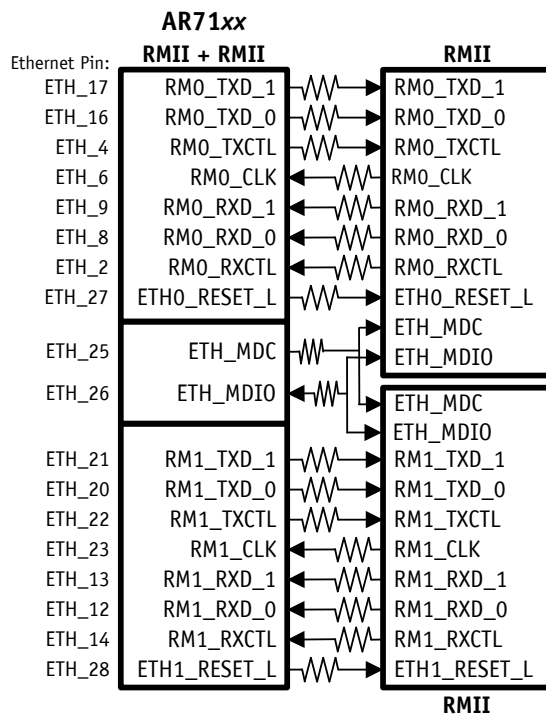 AR71xx
Ethernet Pin: RMII + RMII RMII
ETH_17 RM0_TXD_1 RM0_TXD_1
ETH_16 RM0_TXD_0 RM0_TXD_0
ETH_4 RM0_TXCTL RM0_TXCTL
ETH_6 RM0_CLK RM0_CLK
ETH_9 RM0_RXD_1 RM0_RXD_1
ETH_8 RM0_RXD_0 RM0_RXD_0
ETH_2 RM0_RXCTL RM0_RXCTL
ETH_27 ETH0_RESET_L ETH0_RESET_L
ETH_MDC
ETH_25 ETH_MDC ETH_MDIO
ETH_26 ETH_MDIO
ETH_MDC
ETH_MDIO
ETH_21 RM1_TXD_1 RM1_TXD_1
ETH_20 RM1_TXD_0 RM1_TXD_0
ETH_22 RM1_TXCTL RM1_TXCTL
ETH_23 RM1_CLK RM1_CLK
ETH_13 RM1_RXD_1 RM1_RXD_1
ETH_12 RM1_RXD_0 RM1_RXD_0
ETH_14 RM1_RXCTL RM1_RXCTL
ETH_28 ETH1_RESET_L ETH1_RESET_L
RMII